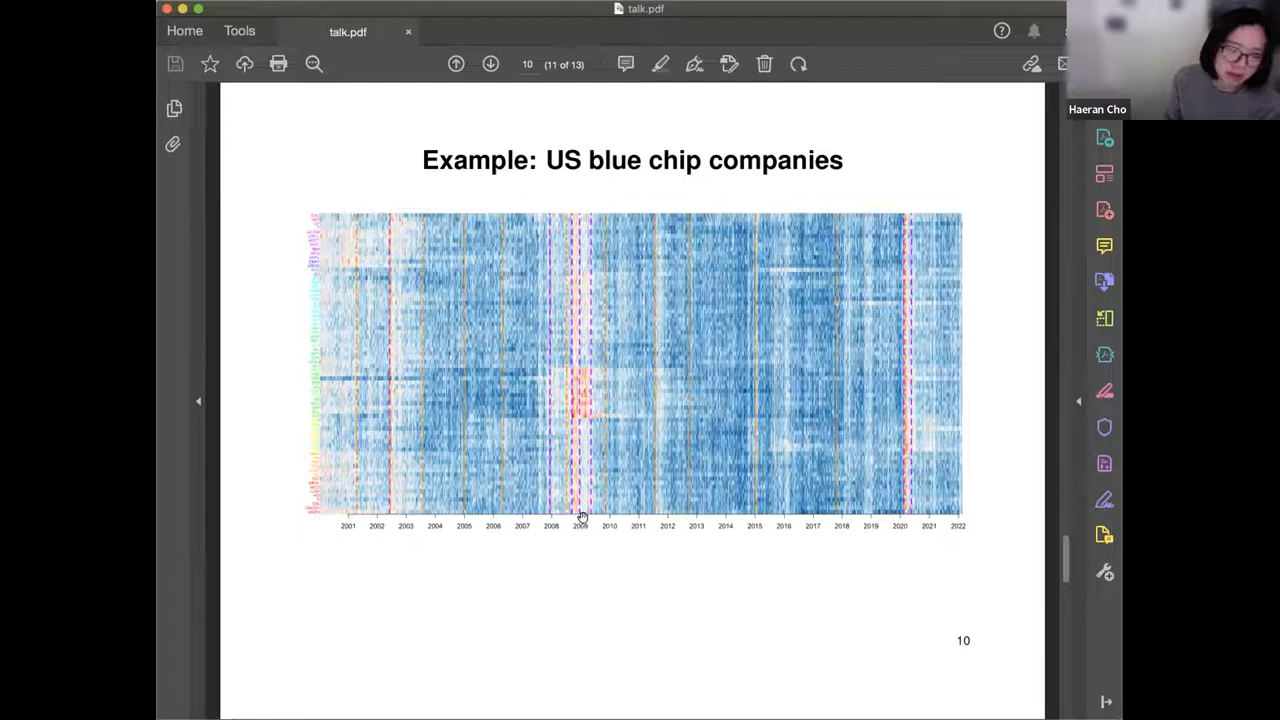 talk.pdf
Home
Tools
talk.pdf
×
10
(11 of 13)
Haeran Cho
Example: US blue chip companies
2001 2002 2003 2004 2005 2006 2007 2008 2009 2010 2011 2012 2013 2014 2015 2016 2017 2018 2019 2020 2021 2022
10